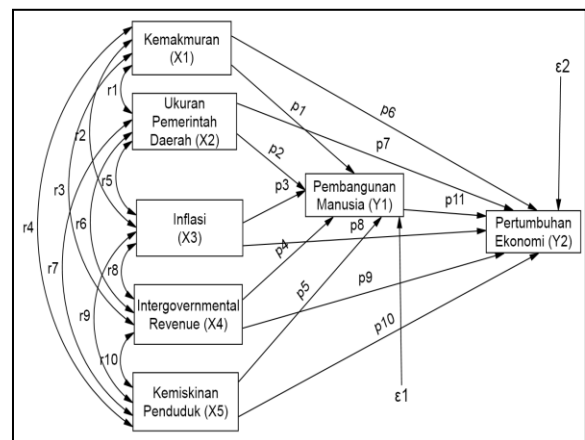 Kemakmuran
(X1)
ε2
r1
p1
p6
Ukuran
Pemerintah
Daerah (X2)
r2
p7
p2
r3
r5
p3
Pembangunan
Manusia (Y1)
p11
r4
r6
Inflasi
(X3)
p8
Pertumbuhan
Ekonomi (Y2)
r7
r8
p4
p9
Intergovernmental
Revenue (X4)
p5
r9
p10
r10
Kemiskinan
Penduduk (X5)
ε1